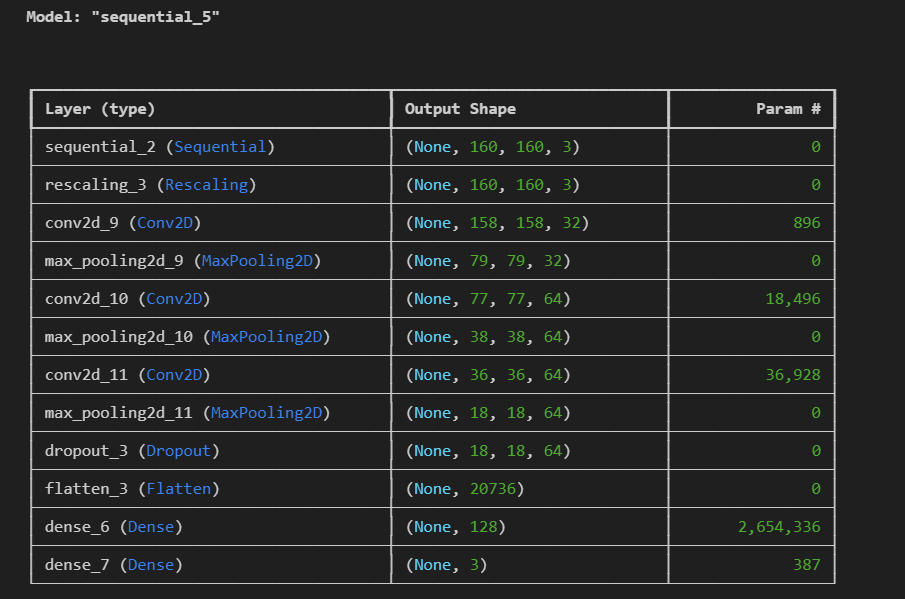 Model: "sequential_5"
Layer (type) Output Shape Param #
sequential_2 (Sequential) (None, 160, 160, 3) 0
rescaling_3 (Rescaling) (None, 160, 160, 3) 0
conv2d_9 (Conv2D) (None, 158, 158, 32) 896
max_pooling2d_9 (MaxPooling2D) (None, 79, 79, 32) 0
conv2d_10 (Conv2D) (None, 77, 77, 64) 18,496
max_pooling2d_10 (MaxPooling2D) (None, 38, 38, 64) 0
conv2d_11 (Conv2D) (None, 36, 36, 64) 36,928
max_pooling2d_11 (MaxPooling2D) (None, 18, 18, 64) 0
dropout_3 (Dropout) (None, 18, 18, 64) 0
flatten_3 (Flatten) (None, 20736) 0
dense_6 (Dense) (None, 128) 2,654,336
dense_7 (Dense) (None, 3) 387